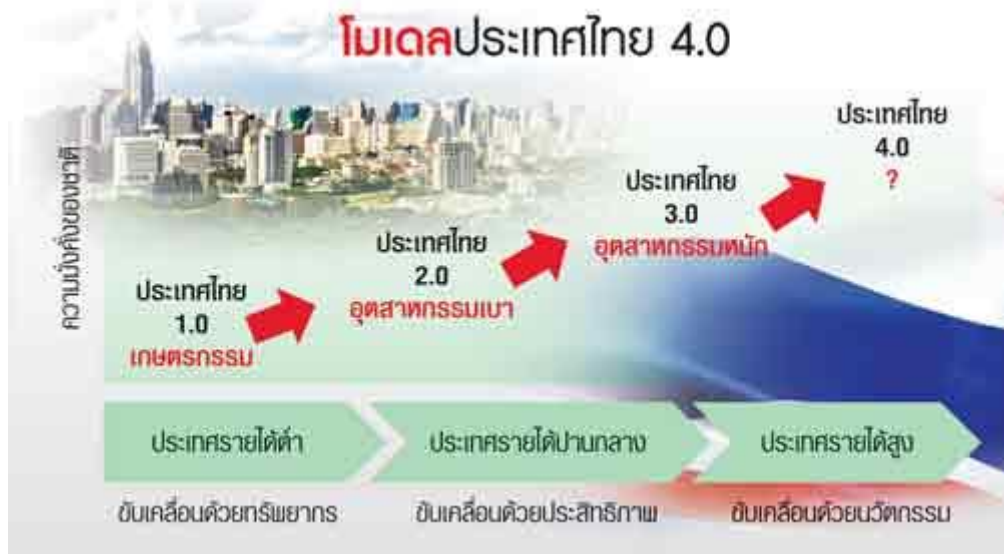 โมเดลประเทศไทย 4.0
ความมั่งคั่งของชาติ
ประเทศไทย
1.0
เกษตรกรรม
ประเทศไทย
2.0
อุตสาหกรรมเบา
ประเทศไทย
3.0
อุตสาหกรรมหนัก
ประเทศไทย
4.0
?
ประเทศรายได้ต่ำ
ประเทศรายได้ปานกลาง
ประเทศรายได้สูง
ขับเคลื่อนด้วยทรัพยากร
ขับเคลื่อนด้วยประสิทธิภาพ
ขับเคลื่อนด้วยนวัตกรรม